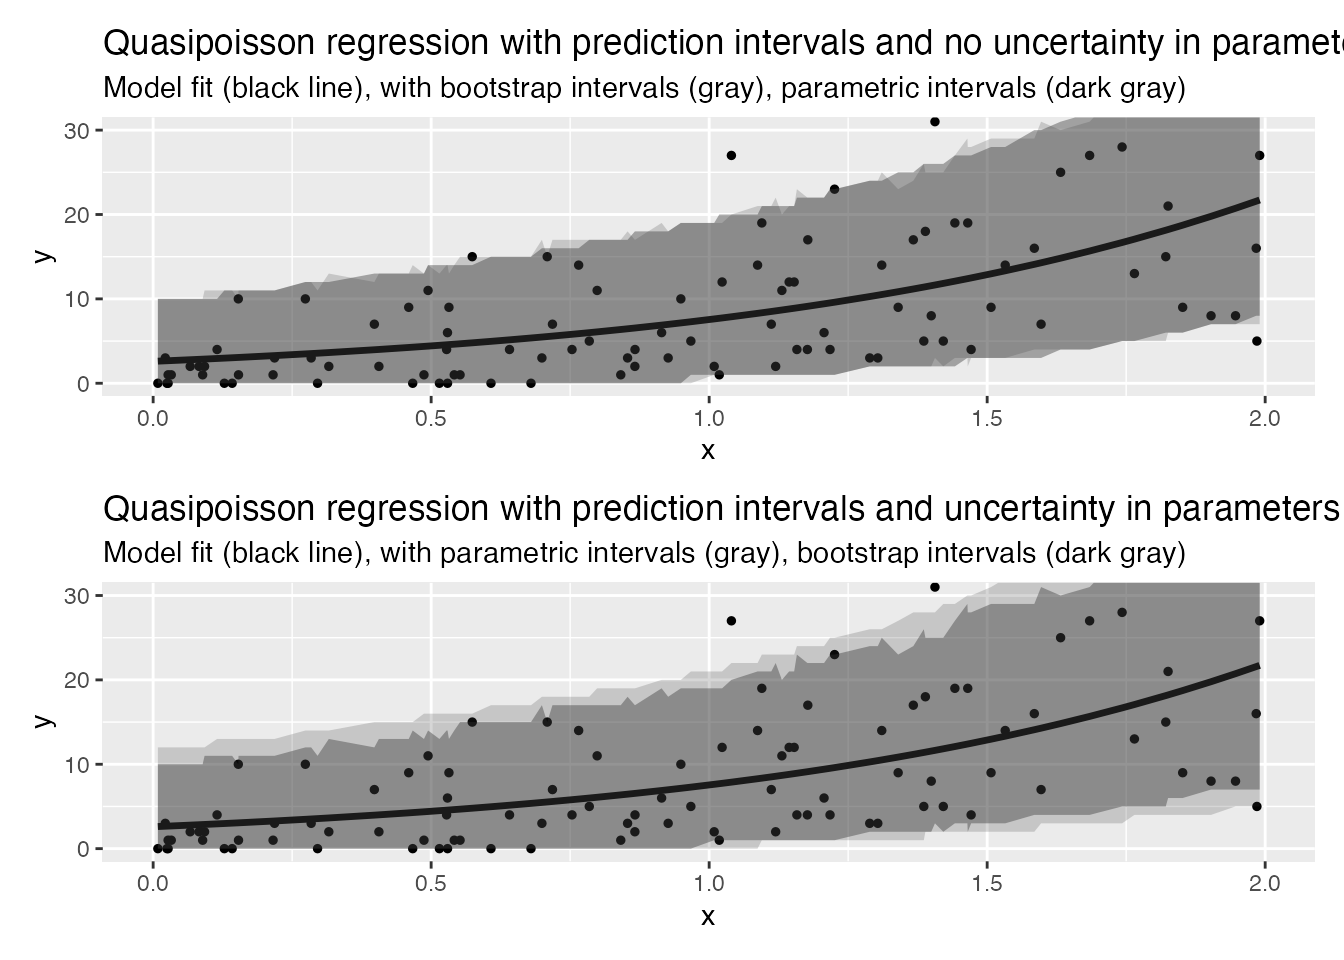 Quasipoisson regression with prediction intervals and no uncertainty in paramet
Model fit (black line), with bootstrap intervals (gray), parametric intervals (dark gray)
30
20
10
0
y
0.0 0.5 1.0 1.5 2.0
x
Quasipoisson regression with prediction intervals and uncertainty in parameters
Model fit (black line), with parametric intervals (gray), bootstrap intervals (dark gray)
30
20
10
0
y
0.0 0.5 1.0 1.5 2.0
x